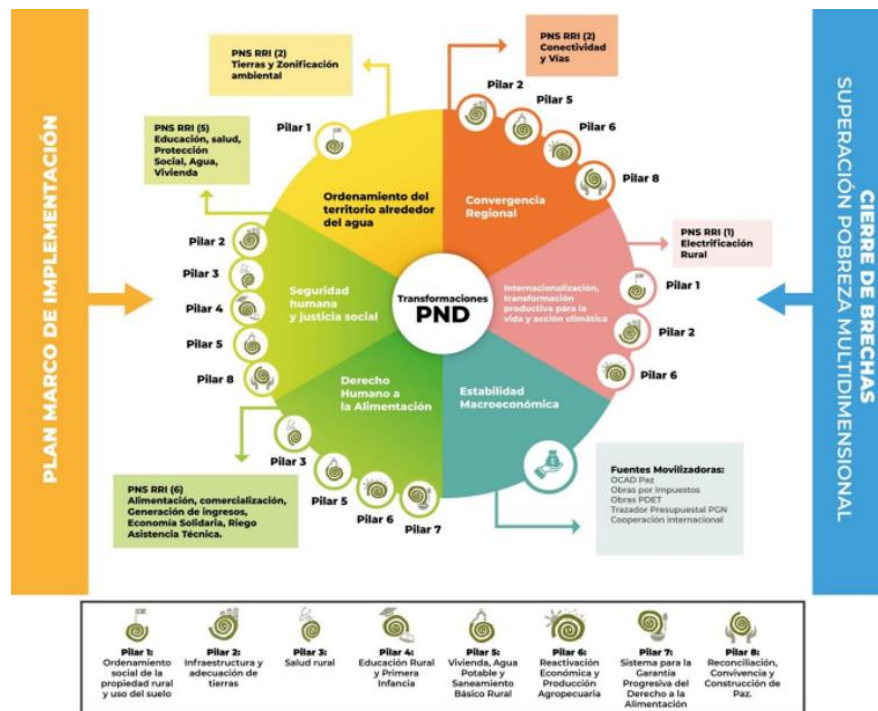 PLAN MARCO DE IMPLEMENTACIÓN
PNS RRI (2)
Tierras y Zonificación
ambiental
PNS RRI (2)
Conectividad
y Vías
PNS RRI (5)
Educación, salud,
Protección
Social, Agua,
Vivienda
Pilar 1
Pilar 2
Pilar 5
Pilar 6
Pilar 8
Ordenamiento del
territorio alrededor
del agua
Convergencia
Regional
PNS RRI (1)
Electrificación
Rural
Pilar 2
Pilar 3
Pilar 4
Pilar 5
Pilar 8
Seguridad
humana
y justicia social
Transformaciones
PND
Internacionalización,
transformación
productiva para la
vida y acción climática
Pilar 1
Pilar 2
Pilar 6
Derecho
Humano a
la Alimentación
Estabilidad
Macroeconómica
Pilar 3
Pilar 5
Pilar 6
Pilar 7
PNS RRI (6)
Alimentación, comercialización,
Generación de ingresos,
Economía Solidaria, Riego
Asistencia Técnica.
Fuentes Movilizadoras:
OCAD Paz
Obras por Impuestos
Obras PDET
Trazador Presupuestal PGN
Cooperación internacional
CIERRE DE BRECHAS
SUPERACIÓN POBREZA MULTIDIMENSIONAL
Pilar 1:
Ordenamiento
social de la
propiedad rural
y uso del suelo
Pilar 2:
Infraestructura y
adecuación de
tierras
Pilar 3:
Salud rural
Pilar 4:
Educación Rural
y Primera
Infancia
Pilar 5:
Vivienda, Agua
Potable y
Saneamiento
Básico Rural
Pilar 6:
Reactivación
Económica y
Producción
Agropecuaria
Pilar 7:
Sistema para la
Garantía
Progresiva del
Derecho a la
Alimentación
Pilar 8:
Reconciliación,
Convivencia y
Construcción de
Paz.